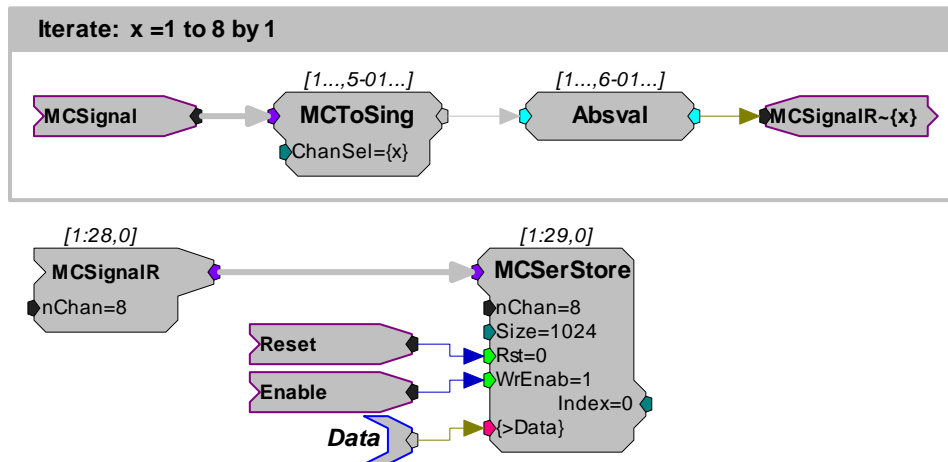 Iterate:  x =1 to 8 by 1
[1...,5-01...]
[1...,6-01...]
MCSignal
MCToSing
Absval
MCSignalR~{x}
ChanSel={x}
[1:28,0]
[1:29,0]
MCSignalR
MCSerStore
nChan=8
nChan=8
Size=1024
Reset
Rst=0
Enable
WrEnab=1
Index=0
Data
{>Data}